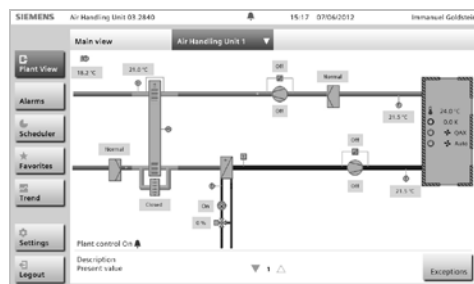 SIEMENS
Air Handling Unit 03.2840
15:17 07/06/2012
Immanuel Goldstein
Main view
Air Handling Unit 1
Plant View
Alarms
Scheduler
Favorites
Trend
Settings
Logout
18.2 °C
21.0 °C
Off
Off
Normal
21.5 °C
24.0 °C
0.0 K
Auto
Normal
Closed
On
0 %
Off
Off
21.5 °C
Plant control On
Description
Present value
1
Exceptions